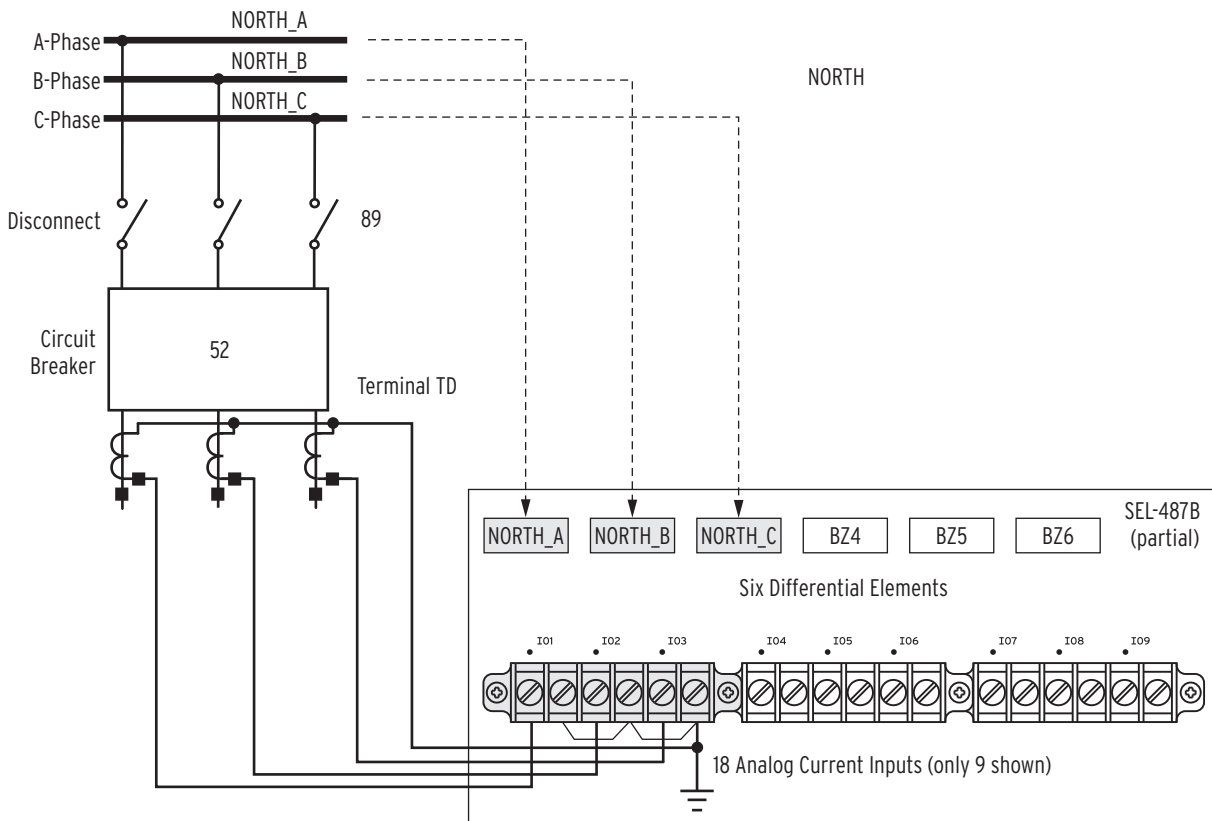 NORTH_A
A-Phase
NORTH_B
B-Phase
NORTH
NORTH_C
C-Phase
Disconnect
89
Circuit
Breaker
52
Terminal TD
SEL-487B
(partial)
NORTH_A
NORTH_B
NORTH_C
BZ4
BZ5
BZ6
Six Differential Elements
I01
I02
I03
I04
I05
I06
I07
I08
I09
18 Analog Current Inputs (only 9 shown)